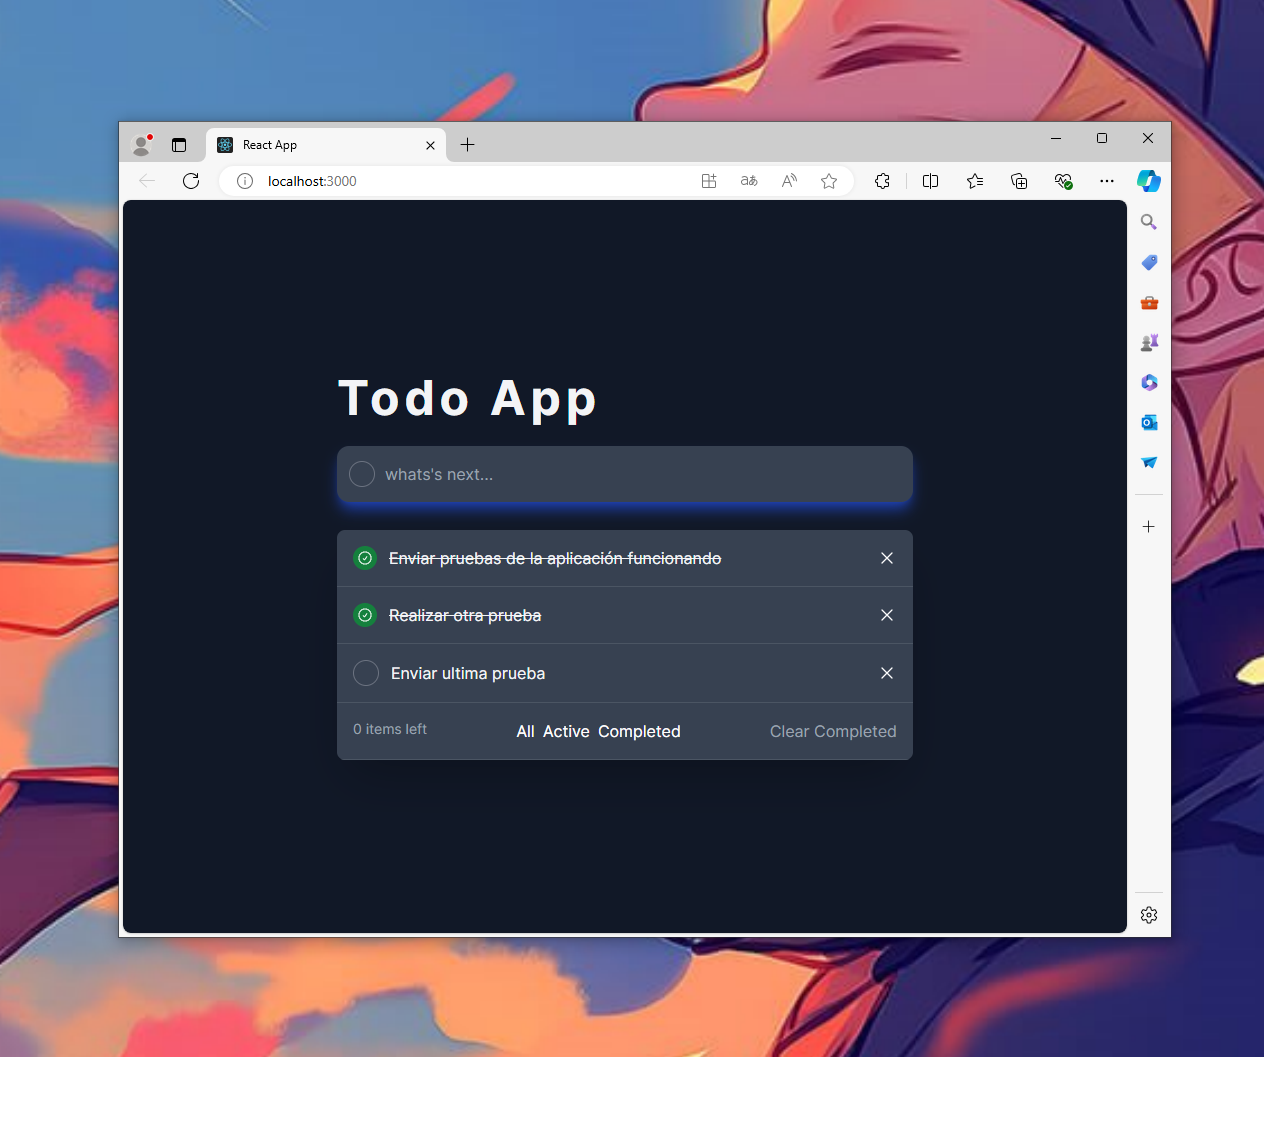 React App
localhost:3000
Todo App
whats's next...
Enviar pruebas de la aplicación funcionando
Realizar otra prueba
Enviar ultima prueba
0 items left All Active Completed Clear Completed